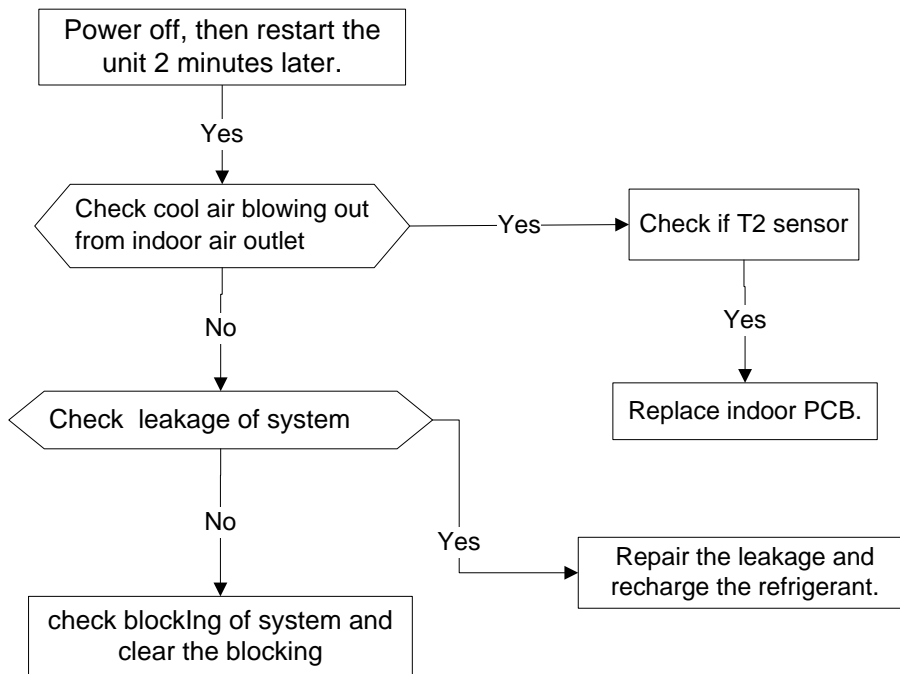 Power off, then restart the
unit 2 minutes later.
Yes
Check cool air blowing out
from indoor air outlet
Yes
Check if T2 sensor
Yes
Replace indoor PCB.
No
Check leakage of system
Yes
Repair the leakage and
recharge the refrigerant.
No
check blockIng of system and
clear the blocking